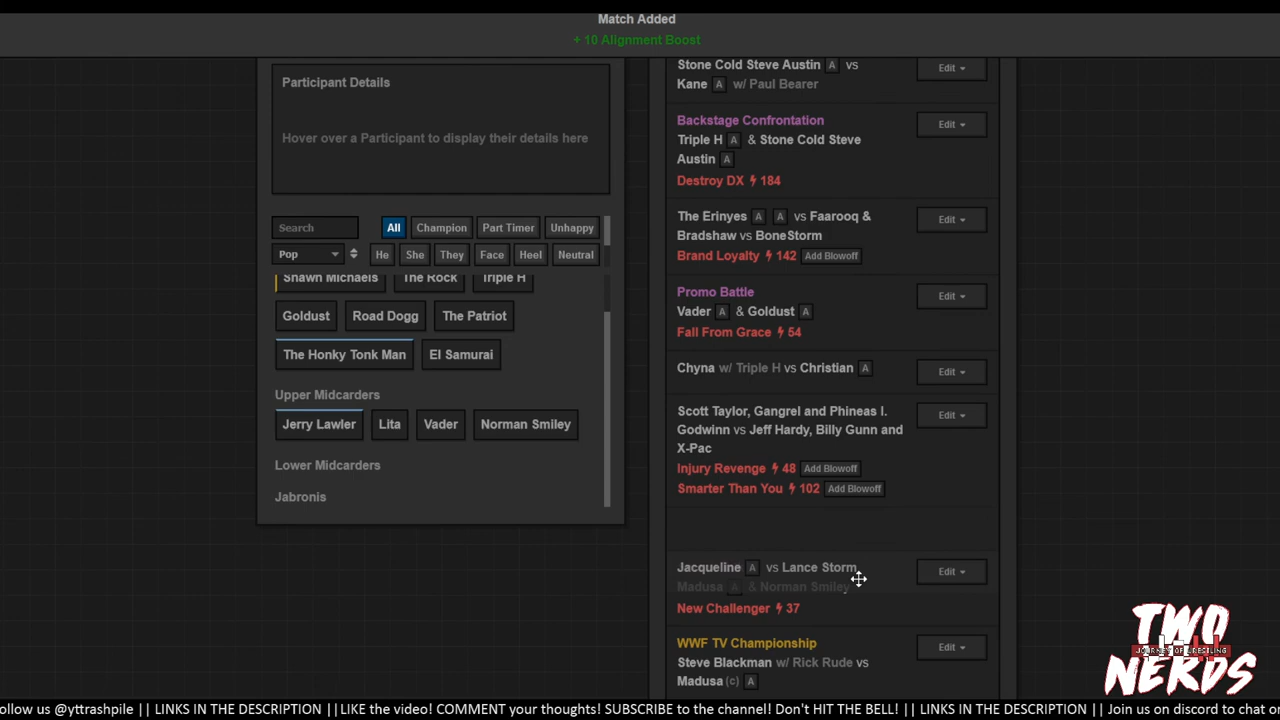 Match Added
+ 10 Alignment Boost
Participant Details
Hover over a Participant to display their details here
Search
All
Champion
Part Timer
Unhappy
Pop
He
She
They
Face
Heel
Neutral
Shawn Michaels
The Rock
Triple H
Goldust
Road Dogg
The Patriot
The Honky Tonk Man
El Samurai
Upper Midcarders
Jerry Lawler
Lita
Vader
Norman Smiley
Lower Midcarders
Jabronis
Stone Cold Steve Austin A vs
Kane A w/ Paul Bearer
Edit
Backstage Confrontation
Triple H A & Stone Cold Steve
Austin A
Destroy DX 184
Edit
The Erinyes A A vs Faarooq &
Bradshaw vs BoneStorm
Brand Loyalty 142 Add Blowoff
Edit
Promo Battle
Vader A & Goldust A
Fall From Grace 54
Edit
Chyna w/ Triple H vs Christian A
Edit
Scott Taylor, Gangrel and Phineas I.
Godwinn vs Jeff Hardy, Billy Gunn and
X-Pac
Injury Revenge 48 Add Blowoff
Smarter Than You 102 Add Blowoff
Edit
Jacqueline A vs Lance Storm
Madusa A & Norman Smiley
New Challenger 37
Edit
WWF TV Championship
Steve Blackman w/ Rick Rude vs
Madusa (c) A
Edit
TWO
JOURNEY OF WRESTLING
NERDS
ollow us @yttrashpile || LINKS IN THE DESCRIPTION ||LIKE the video! COMMENT your thoughts! SUBSCRIBE to the channel! Don't HIT THE BELL! || LINKS IN THE DESCRIPTION || Join us on discord to chat o